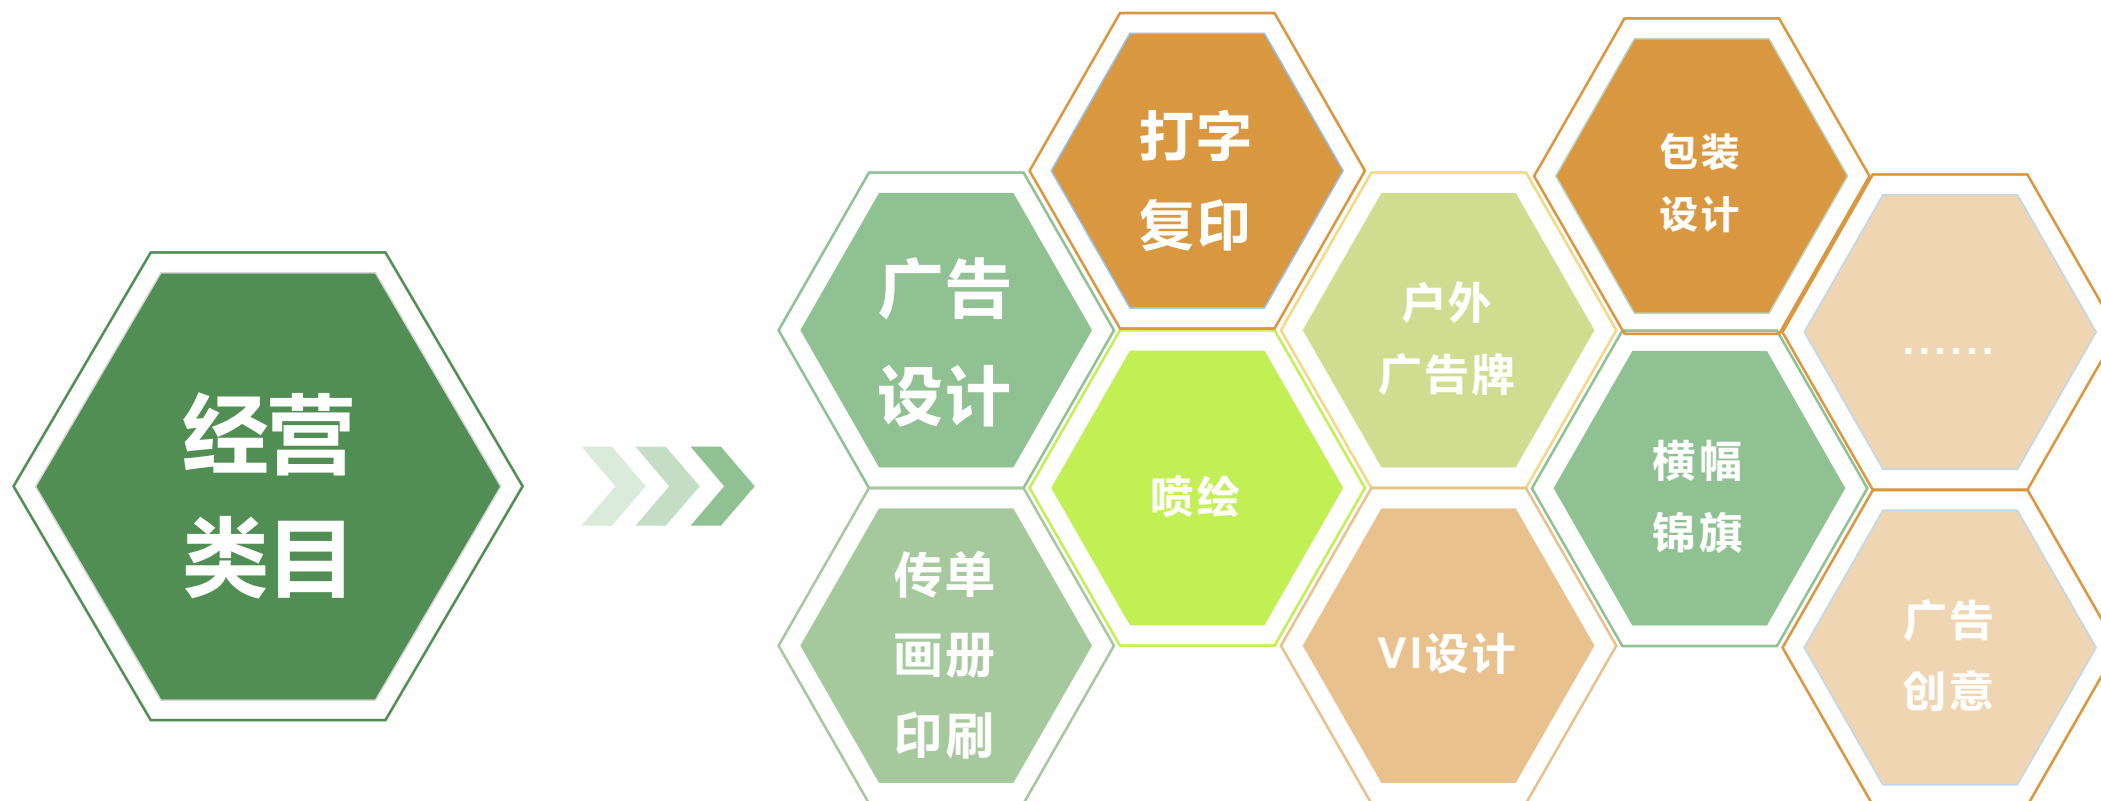 经营
类目
广告
设计
打字
复印
传单
画册
印刷
喷绘
户外
广告牌
VI设计
包装
设计
横幅
锦旗
......
广告
创意